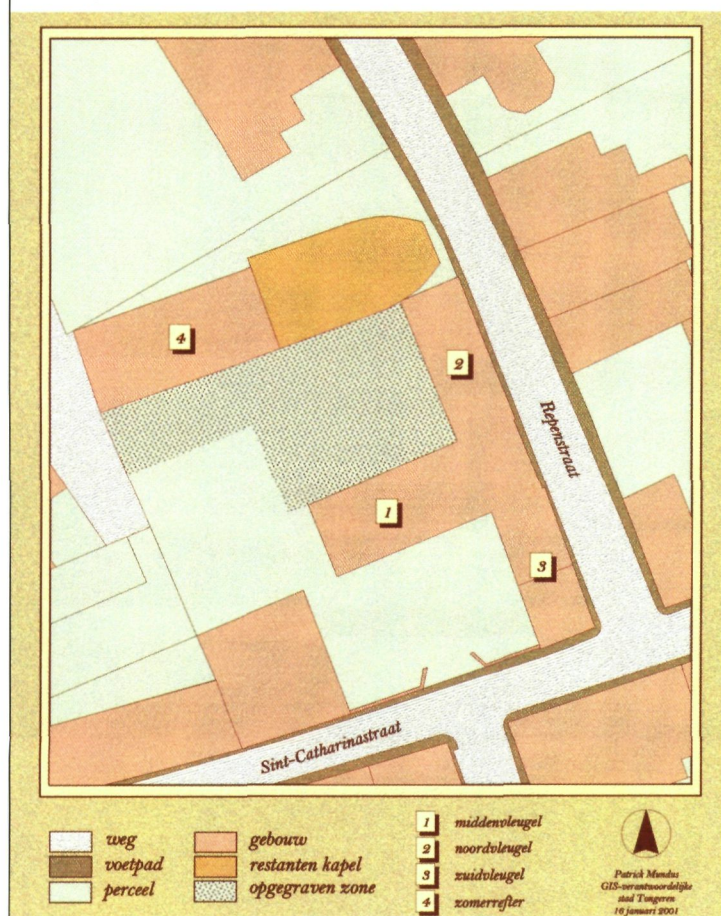 4
2
Repenstraat
1
3
Sint-Catharinastraat
weg
voetpad
perceel
gebouw
restanten kapel
opgegraven zone
1 middenvleugel
2 noordvleugel
3 zuidvleugel
4 zomerrefter
Patrick Mundus
GIS-verantwoordelijke
stad Tongeren
16 januari 2001